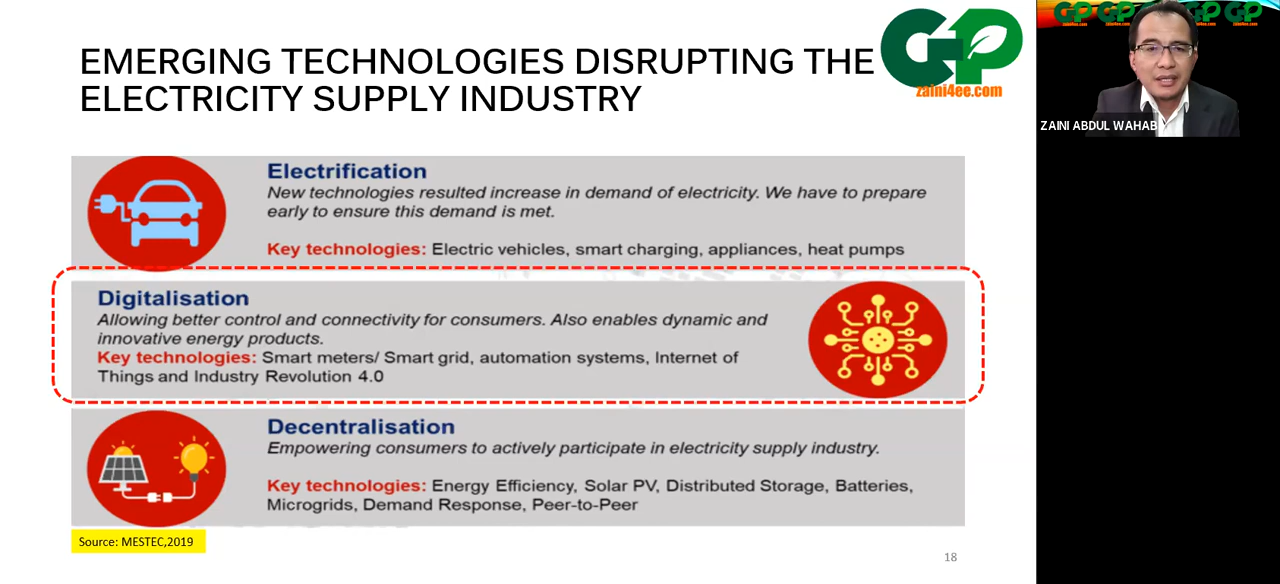 EMERGING TECHNOLOGIES DISRUPTING THE
ELECTRICITY SUPPLY INDUSTRY
GP
zaini4ee.com
ZAINI ABDUL WAHAB
Electrification
New technologies resulted increase in demand of electricity. We have to prepare
early to ensure this demand is met.
Key technologies: Electric vehicles, smart charging, appliances, heat pumps
Digitalisation
Allowing better control and connectivity for consumers. Also enables dynamic and
innovative energy products.
Key technologies: Smart meters/ Smart grid, automation systems, Internet of
Things and Industry Revolution 4.0
Decentralisation
Empowering consumers to actively participate in electricity supply industry.
Key technologies: Energy Efficiency, Solar PV, Distributed Storage, Batteries,
Microgrids, Demand Response, Peer-to-Peer
Source: MESTEC,2019
18